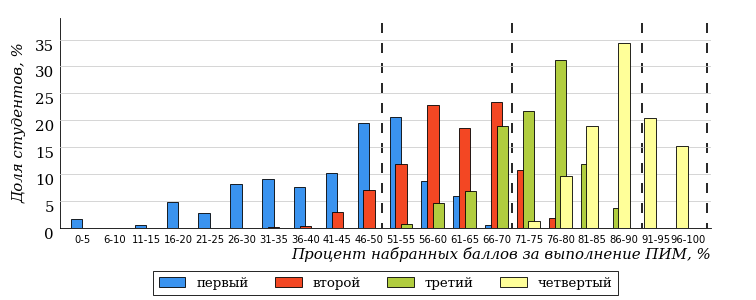 Доля студентов, %
35
30
25
20
15
10
5
0
0-5 6-10 11-15 16-20 21-25 26-30 31-35 36-40 41-45 46-50 51-55 56-60 61-65 66-70 71-75 76-80 81-85 86-90 91-95 96-100
Процент набранных баллов за выполнение ПИМ, %
первый второй третий четвертый